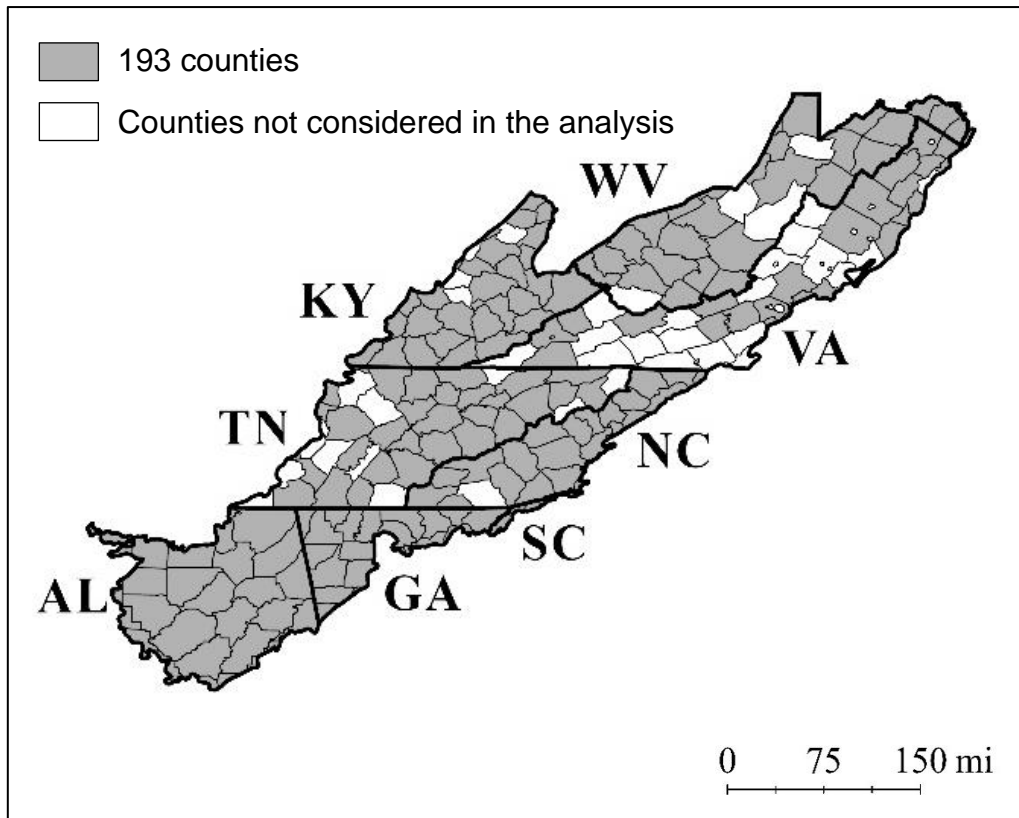 193 counties
Counties not considered in the analysis
WV
KY
VA
TN
NC
SC
AL
GA
0 75 150 mi